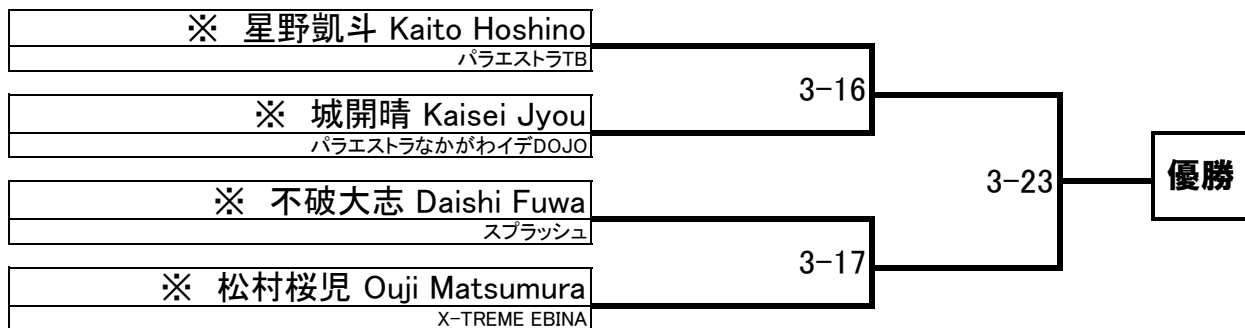 ※ 星野凱斗 Kaito Hoshino
パラエストラTB
3-16
※ 城開晴 Kaisei Jyou
パラエストラなかがわイデDOJO
3-23
優勝
※ 不破大志 Daishi Fuwa
スプラッシュ
3-17
※ 松村桜児 Ouji Matsumura
X-TREME EBINA